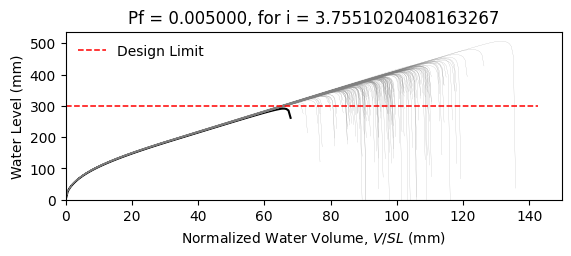 Pf = 0.005000, for i = 3.7551020408163267
Design Limit
Water Level (mm)
500
400
300
200
100
0
0 20 40 60 80 100 120 140
Normalized Water Volume, V/SL (mm)